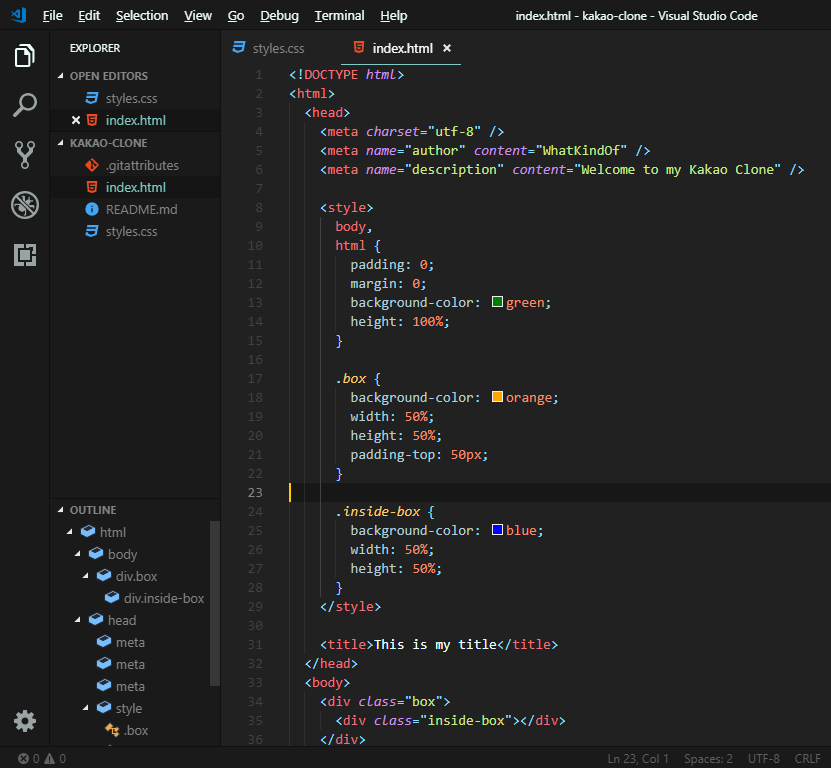 File Edit Selection View Go Debug Terminal Help index.html - kakao-clone - Visual Studio Code
EXPLORER
OPEN EDITORS
styles.css
index.html
KAKAO-CLONE
.gitattributes
index.html
README.md
styles.css
OUTLINE
html
body
div.box
div.inside-box
head
meta
meta
meta
style
.box
styles.css index.html
1 <!DOCTYPE html>
2 <html>
3 <head>
4 <meta charset="utf-8" />
5 <meta name="author" content="WhatKindOf" />
6 <meta name="description" content="Welcome to my Kakao Clone" />
7
8 <style>
9 body,
10 html {
11 padding: 0;
12 margin: 0;
13 background-color: green;
14 height: 100%;
15 }
16
17 .box {
18 background-color: orange;
19 width: 50%;
20 height: 50%;
21 padding-top: 50px;
22 }
23
24 .inside-box {
25 background-color: blue;
26 width: 50%;
27 height: 50%;
28 }
29 </style>
30
31 <title>This is my title</title>
32 </head>
33 <body>
34 <div class="box">
35 <div class="inside-box"></div>
36 </div>
0 0 Ln 23, Col 1 Spaces: 2 UTF-8 CRLF